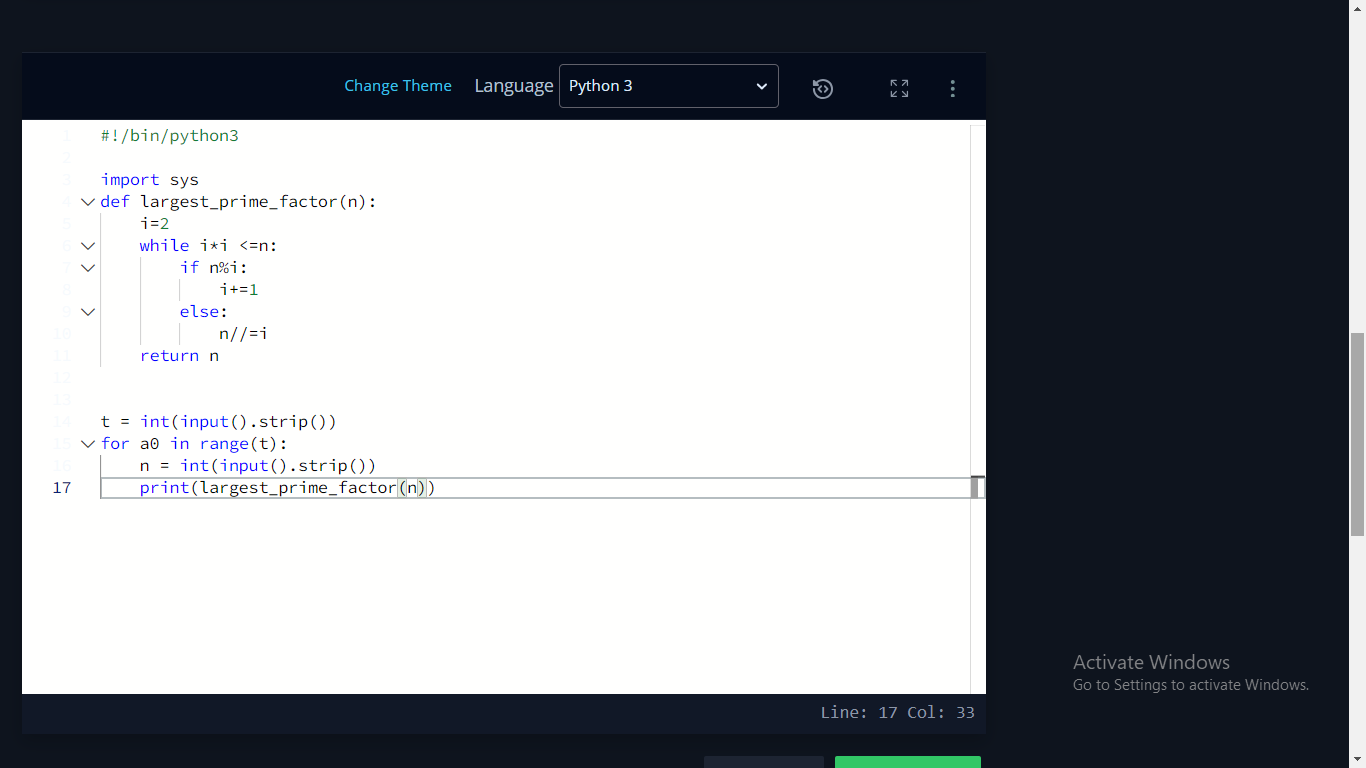 Change Theme Language Python 3
1 #!/bin/python3
2
3 import sys
4 def largest_prime_factor(n):
5 i=2
6 while i*i <=n:
7 if n%i:
8 i+=1
9 else:
10 n//=i
11 return n
12
13
14 t = int(input().strip())
15 for a0 in range(t):
16 n = int(input().strip())
17 print(largest_prime_factor(n))
Activate Windows
Go to Settings to activate Windows.
Line: 17 Col: 33